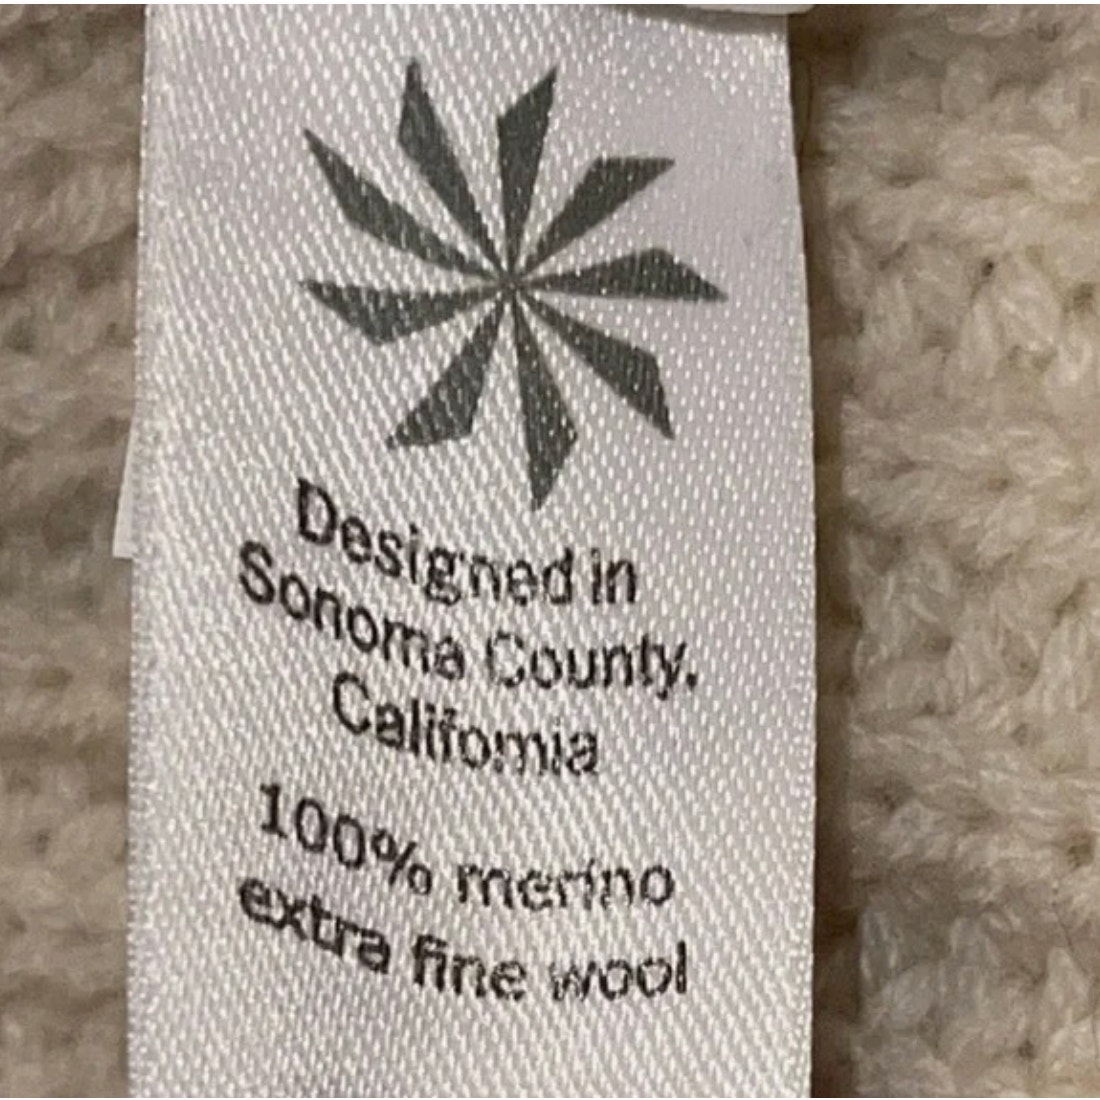 Designed in
Sonoma County,
California
100% merino
extra fine wool